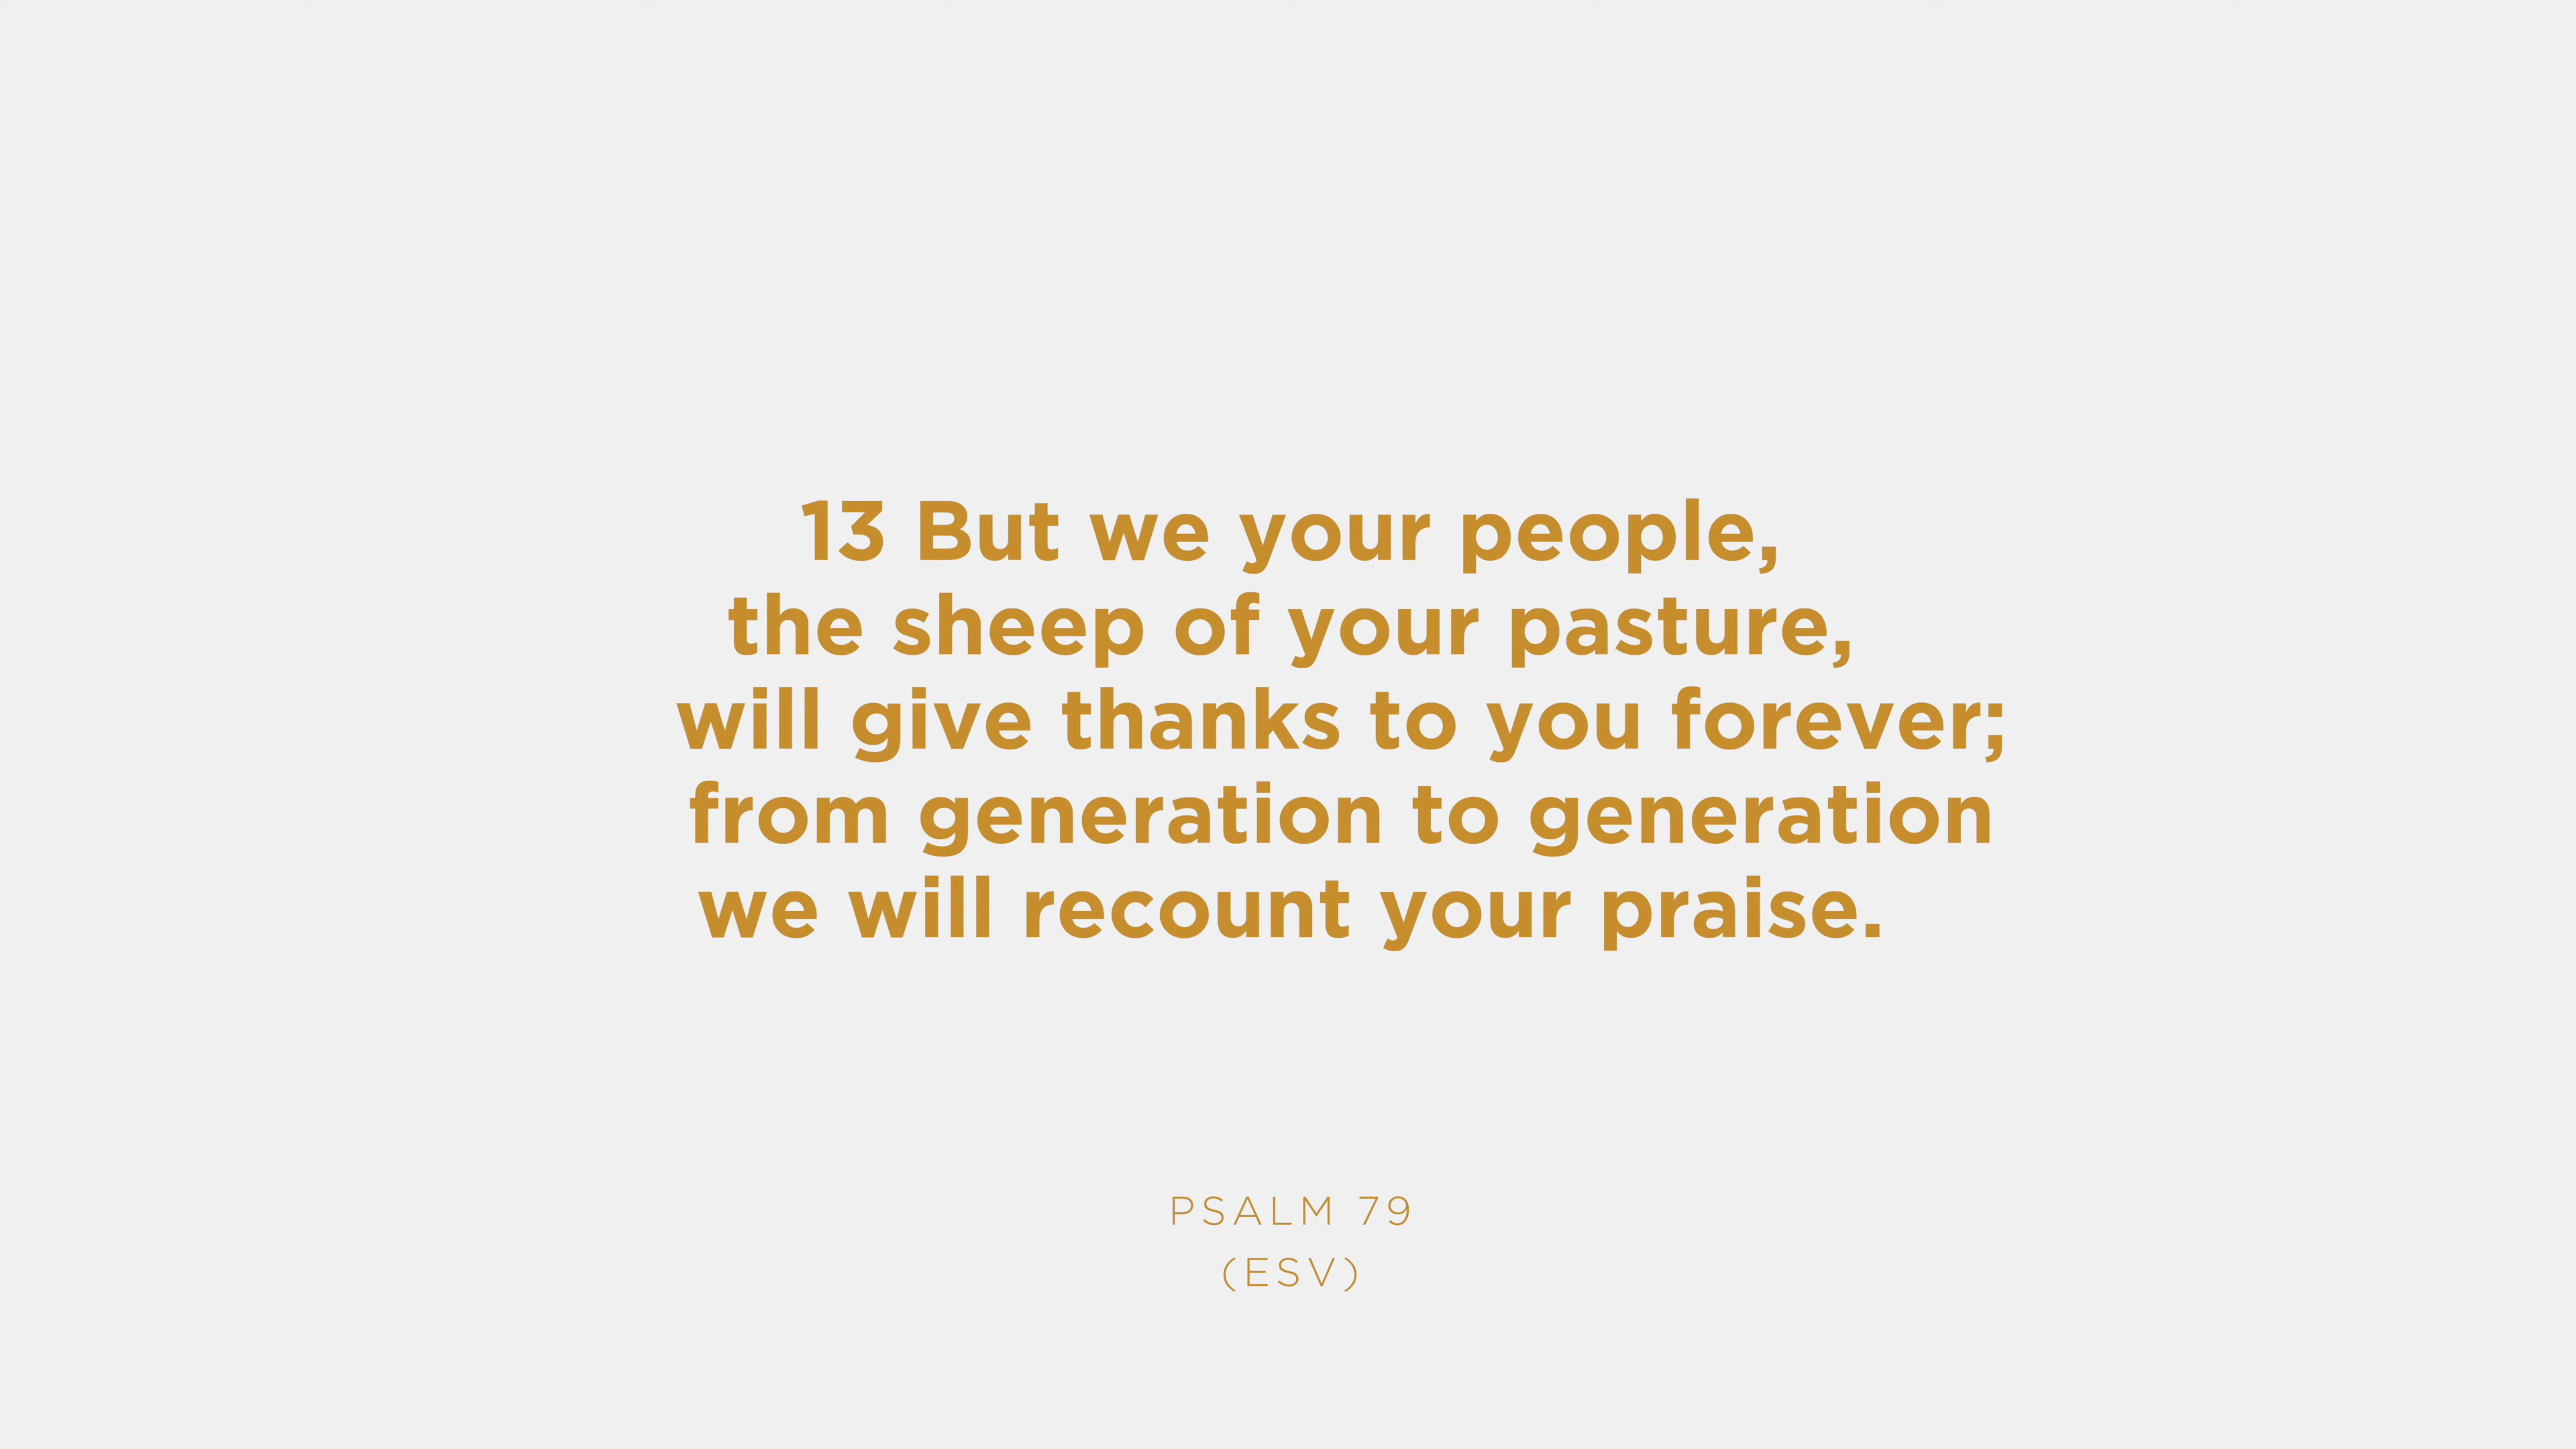 13 But we your people,
the sheep of your pasture,
will give thanks to you forever;
from generation to generation
we will recount your praise.
PSALM 79
(ESV)